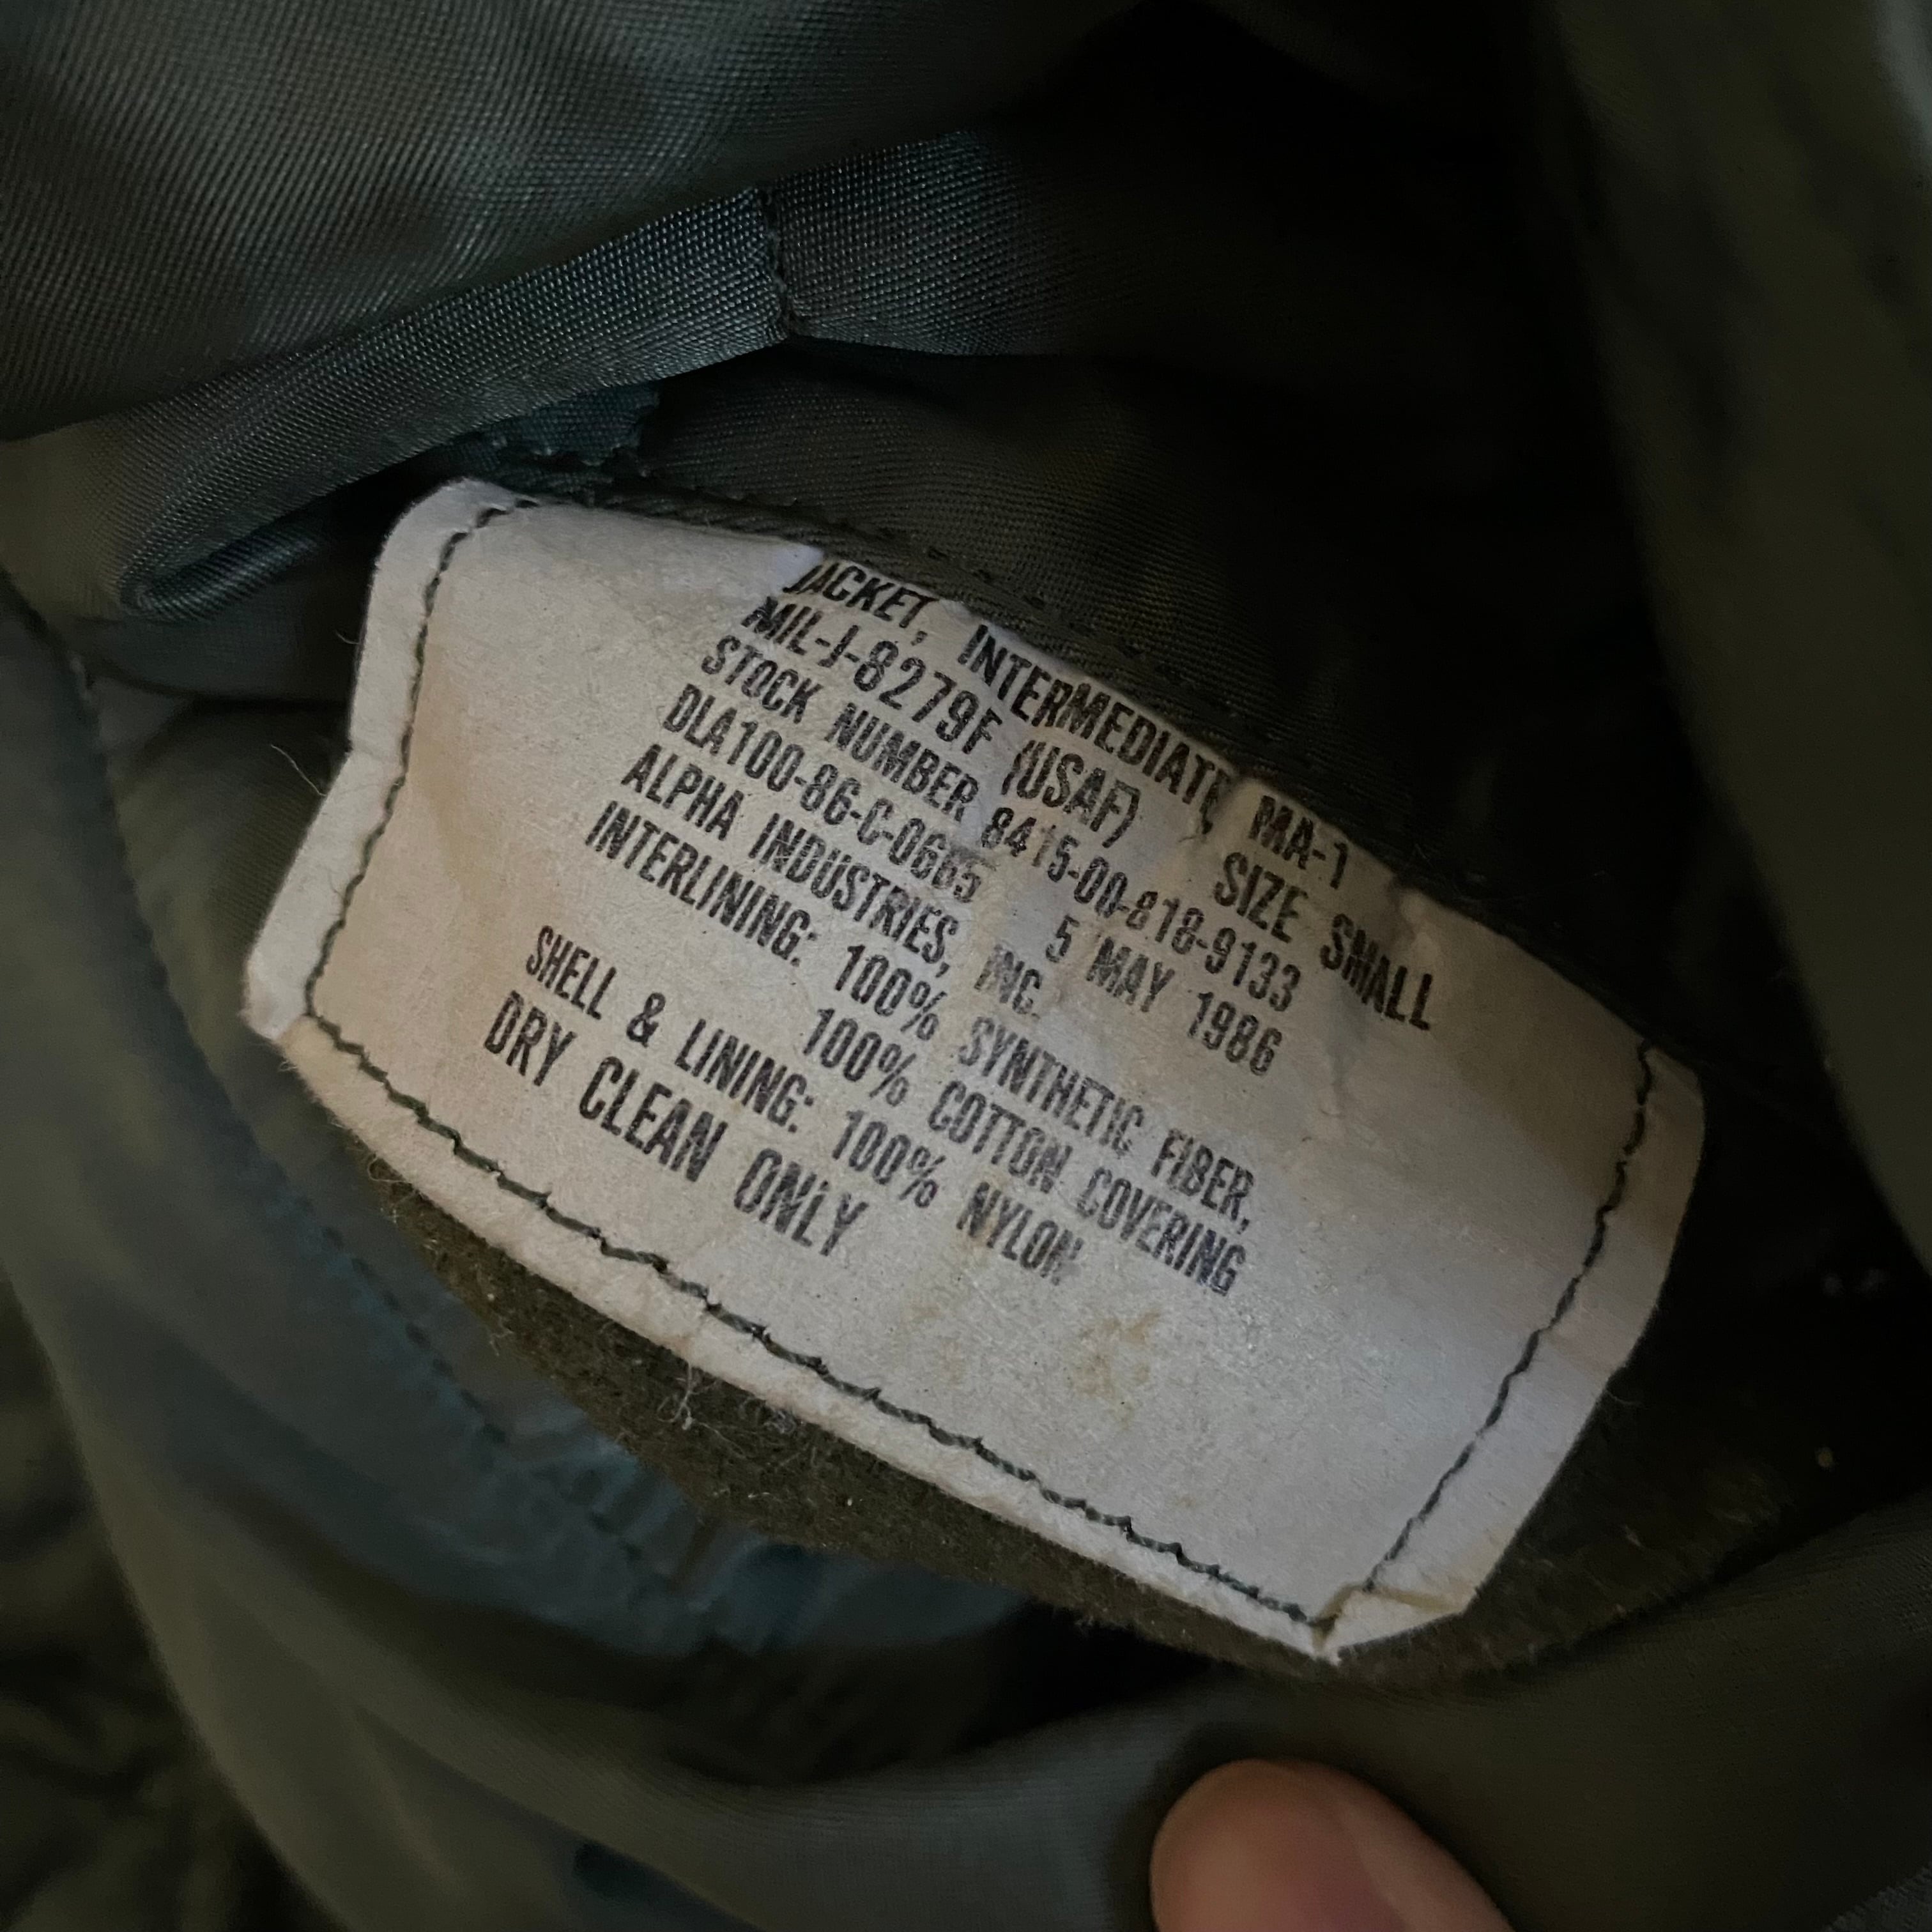 JACKET, INTERMEDIATE MA-1
MIL-J-8279F (USAF) SIZE SMALL
STOCK NUMBER 8415-00-818-9133
DLA100-86-C-0665 5 MAY 1986
ALPHA INDUSTRIES, INC.
INTERLINING: 100% SYNTHETIC FIBER,
100% COTTON COVERING
SHELL & LINING: 100% NYLON
DRY CLEAN ONLY